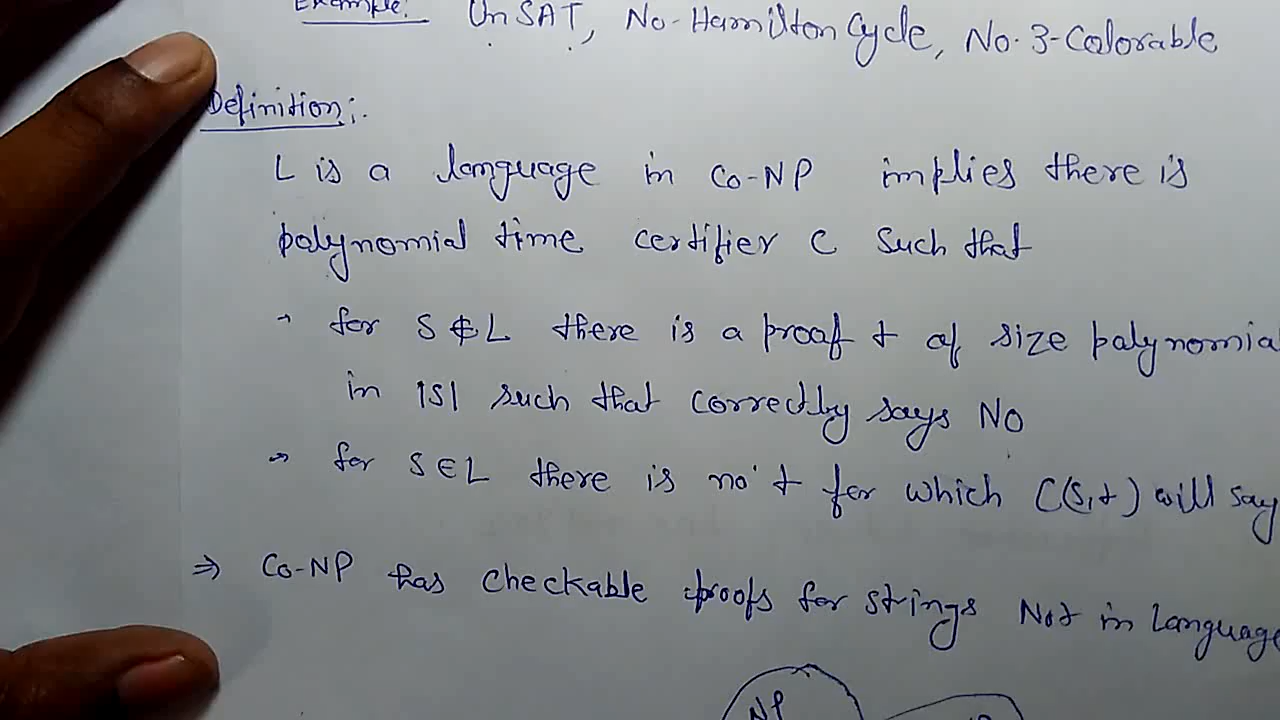 Example: UnSAT, No-Hamilton Cycle, No. 3-Colorable
Definition:.
L is a language in Co-NP implies there is
polynomial time certifier C such that
→ for S ∉ L there is a proof t of size polynomial
in |S| such that correctly says NO
→ for S ∈ L there is no t for which C(S,t) will say
⇒ Co-NP has checkable proofs for strings Not in language
NP